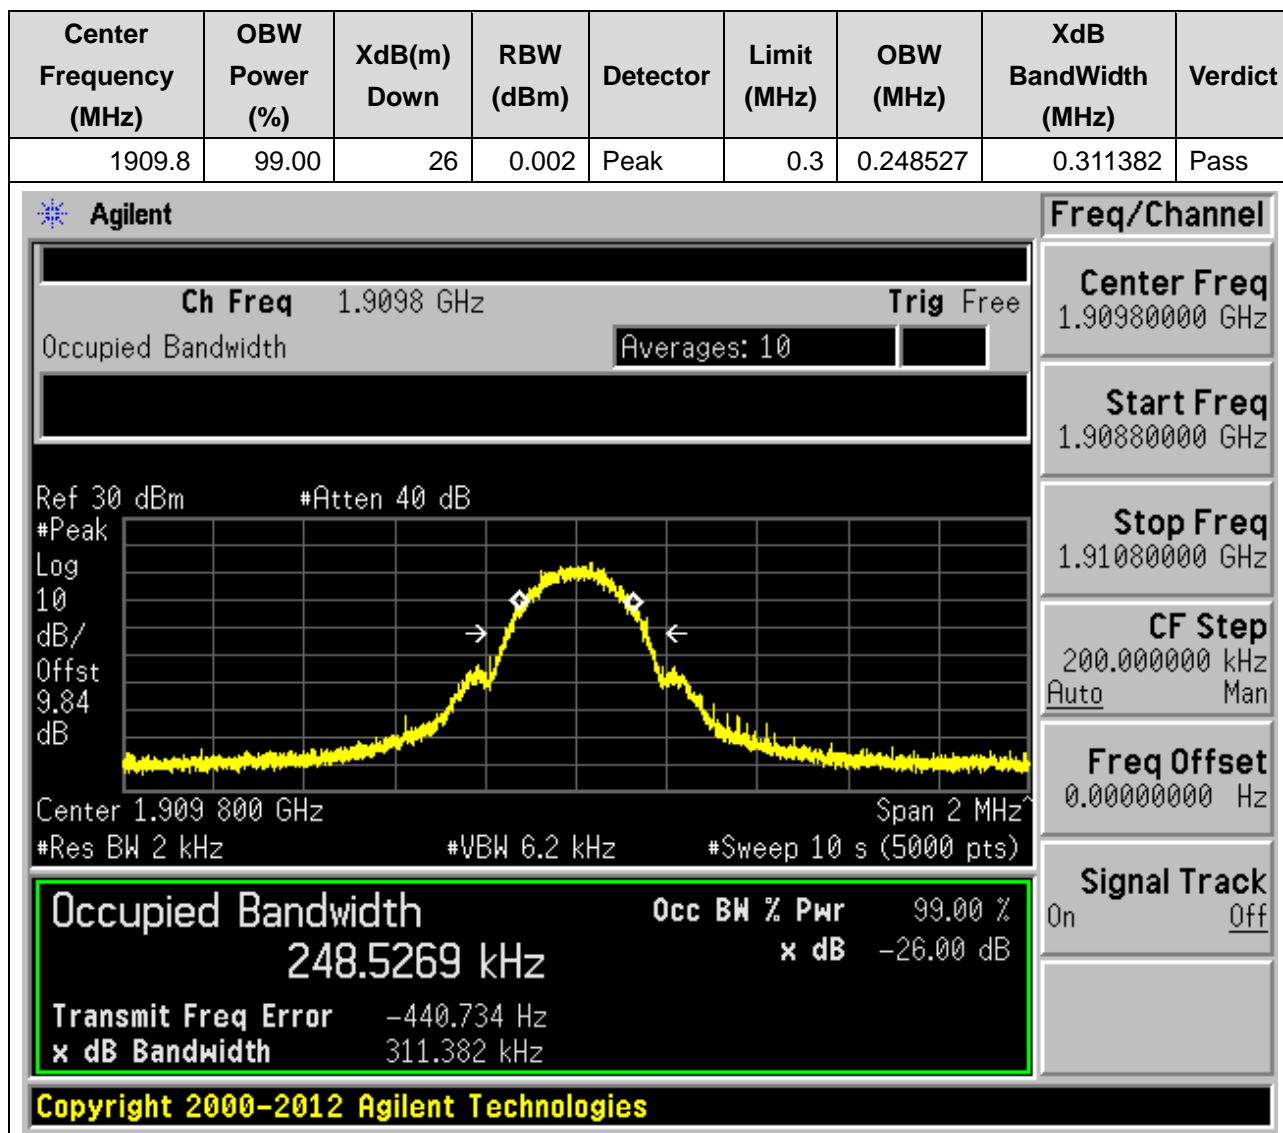 Center Frequency (MHz) OBW Power (%) XdB(m) Down RBW (dBm) Detector Limit (MHz) OBW (MHz) XdB BandWidth (MHz) Verdict
1909.8 99.00 26 0.002 Peak 0.3 0.248527 0.311382 Pass
Agilent
Freq/Channel
Ch Freq 1.9098 GHz Trig Free
Occupied Bandwidth Averages: 10
Center Freq
1.90980000 GHz
Start Freq
1.90880000 GHz
Stop Freq
1.91080000 GHz
CF Step
200.000000 kHz
Auto Man
Freq Offset
0.00000000 Hz
Signal Track
On Off
Ref 30 dBm #Atten 40 dB
#Peak
Log
10
dB/
Offst
9.84
dB
Center 1.909 800 GHz Span 2 MHz^
#Res BW 2 kHz #VBW 6.2 kHz #Sweep 10 s (5000 pts)
Occupied Bandwidth Occ BW % Pwr 99.00 %
248.5269 kHz x dB -26.00 dB
Transmit Freq Error -440.734 Hz
x dB Bandwidth 311.382 kHz
Copyright 2000-2012 Agilent Technologies